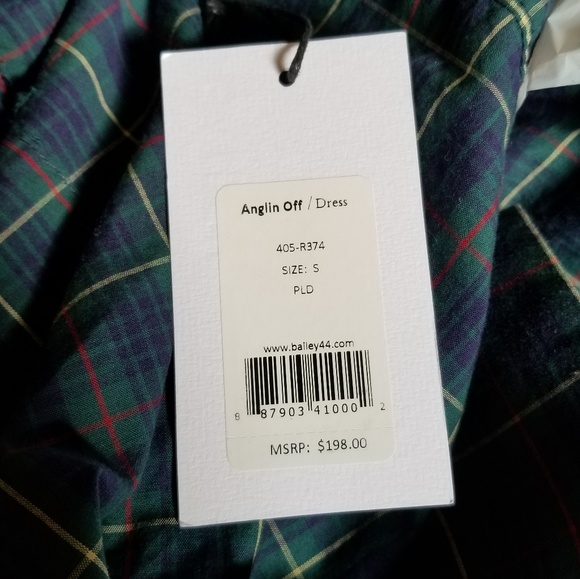 Anglin Off / Dress
405-R374
SIZE: S
PLD
www.bailey44.com
8 87903 41000 2
MSRP: $198.00